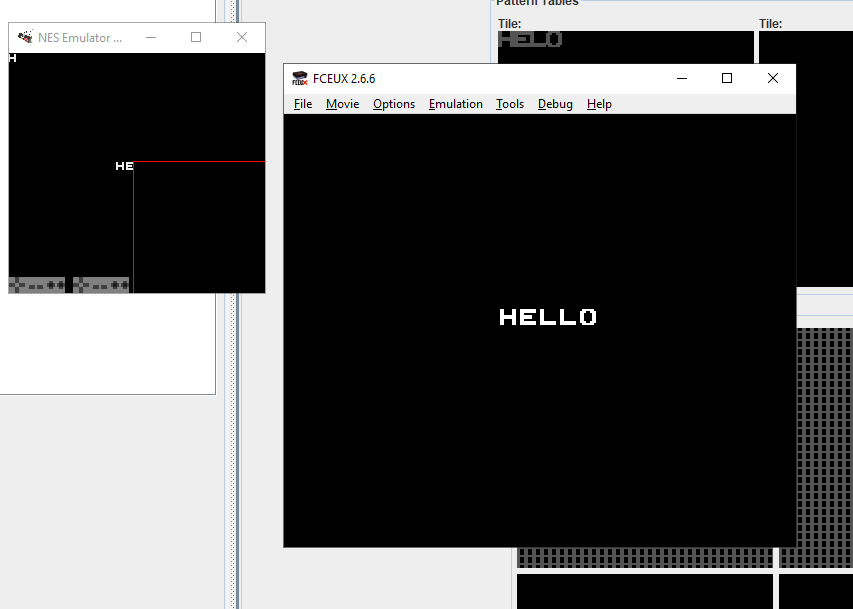 Pattern Tables
Tile:
Tile:
HELO
NES Emulator ...
H
HE
FCEUX 2.6.6
File Movie Options Emulation Tools Debug Help
HELLO